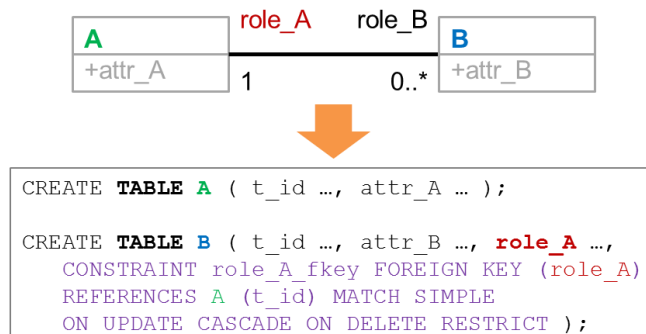 role_A role_B
A B
+attr_A +attr_B
1 0..*
CREATE TABLE A ( t_id …, attr_A … );
CREATE TABLE B ( t_id …, attr_B …, role_A …,
CONSTRAINT role_A_fkey FOREIGN KEY (role_A)
REFERENCES A (t_id) MATCH SIMPLE
ON UPDATE CASCADE ON DELETE RESTRICT );